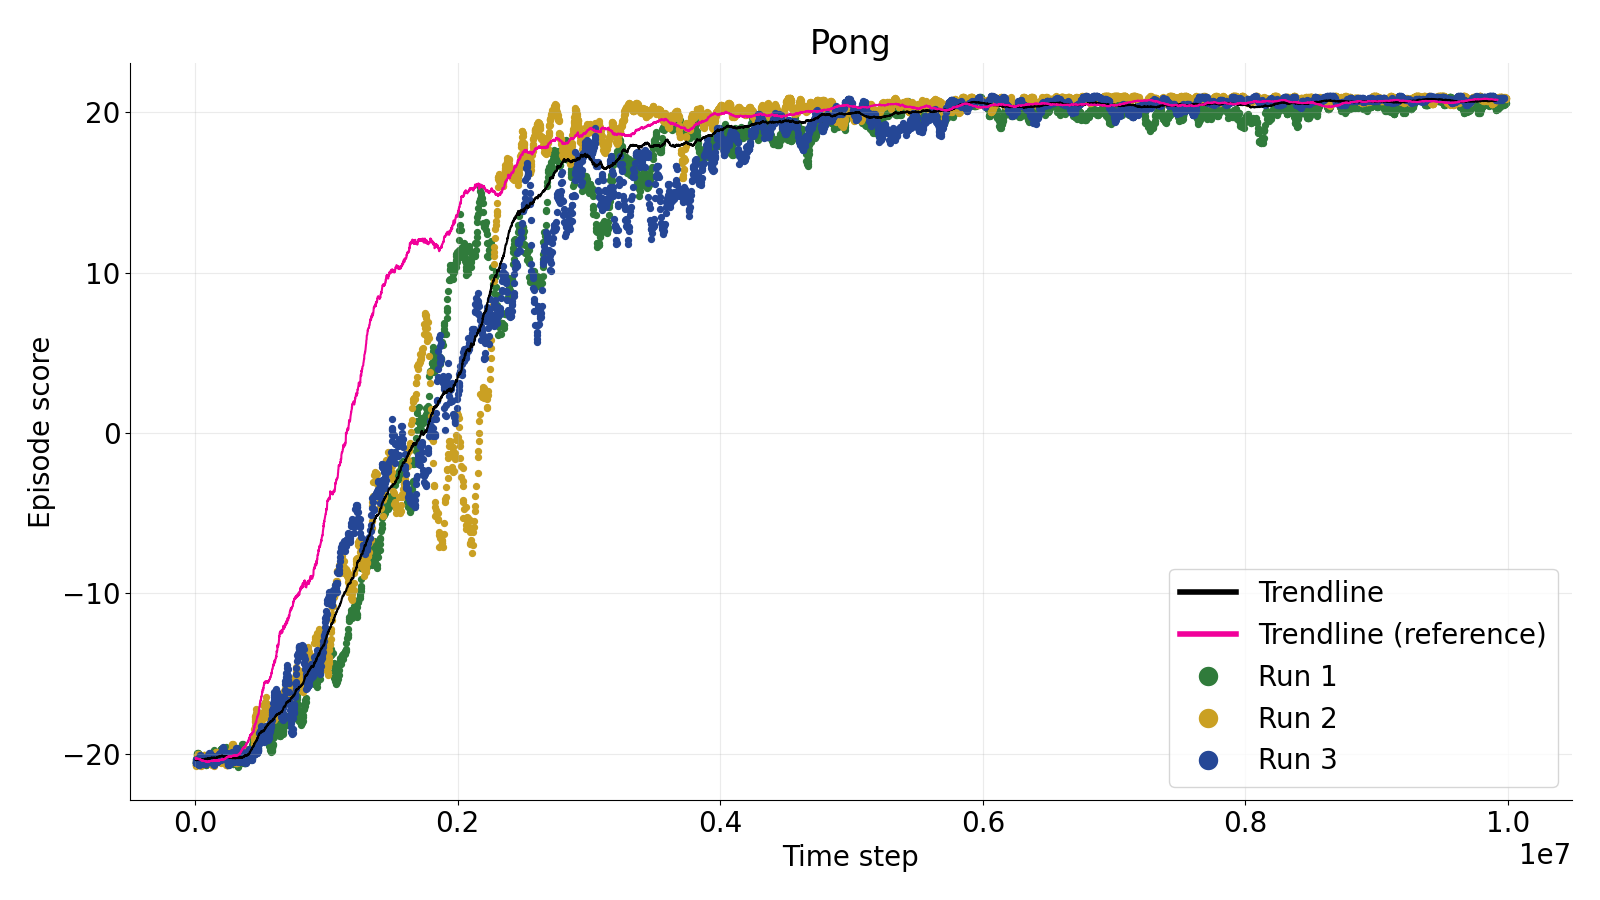 Pong
Episode score
20
10
0
−10
−20
0.0 0.2 0.4 0.6 0.8 1.0
1e7
Time step
Trendline
Trendline (reference)
Run 1
Run 2
Run 3